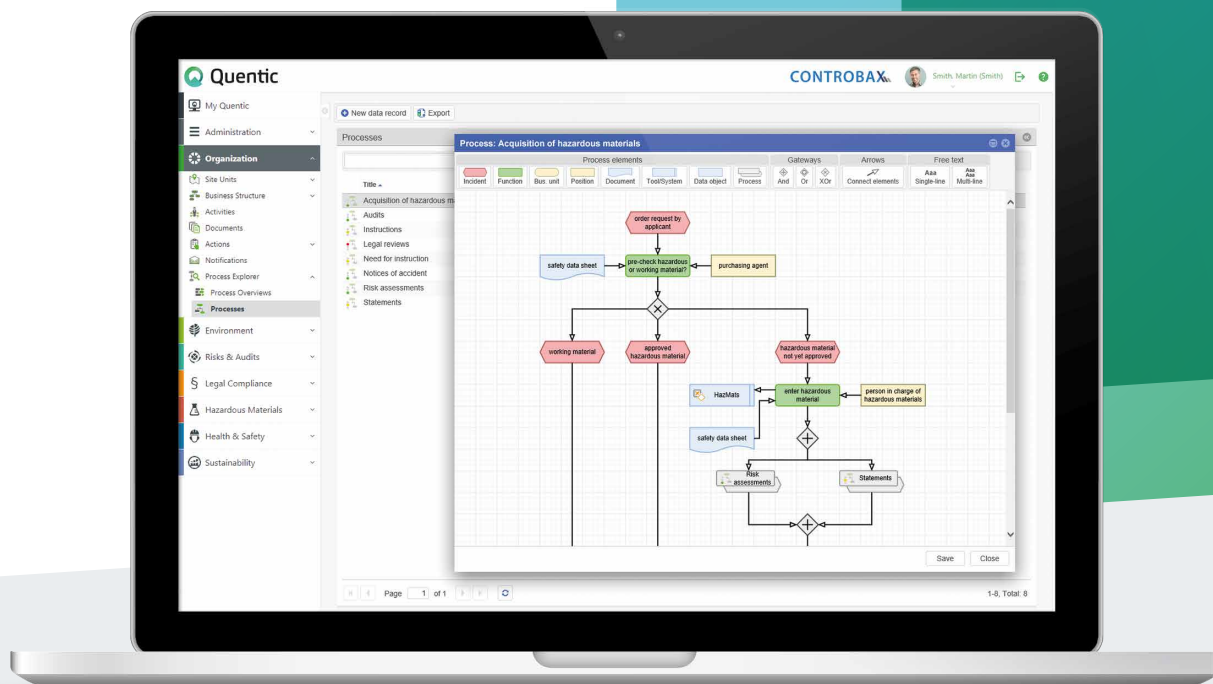 Quentic
CONTROBAX
Smith, Martin (Smith)
?
My Quentic
Administration
Organization
Site Units
Business Structure
Activities
Documents
Actions
Notifications
Process Explorer
Process Overviews
Processes
Environment
Risks & Audits
§ Legal Compliance
Hazardous Materials
Health & Safety
Sustainability
New data record Export
Processes
Title
Acquisition of hazardous m
Audits
Instructions
Legal reviews
Need for instruction
Notices of accident
Risk assessments
Statements
Process: Acquisition of hazardous materials
Process elements Gateways Arrows Free text
Incident Function Bus. unit Position Document Tool/System Data object Process And Or XOr Connect elements
Aaa
Single-line
Aaa
Aaa
Multi-line
order request by
applicant
safety data sheet
pre-check hazardous
or working material?
purchasing agent
working material
approved
hazardous material
hazardous material
not yet approved
HazMats
enter hazardous
material
person in charge of
hazardous materials
safety data sheet
Risk
assessments
Statements
Save Close
Page 1 of 1
1-8, Total: 8